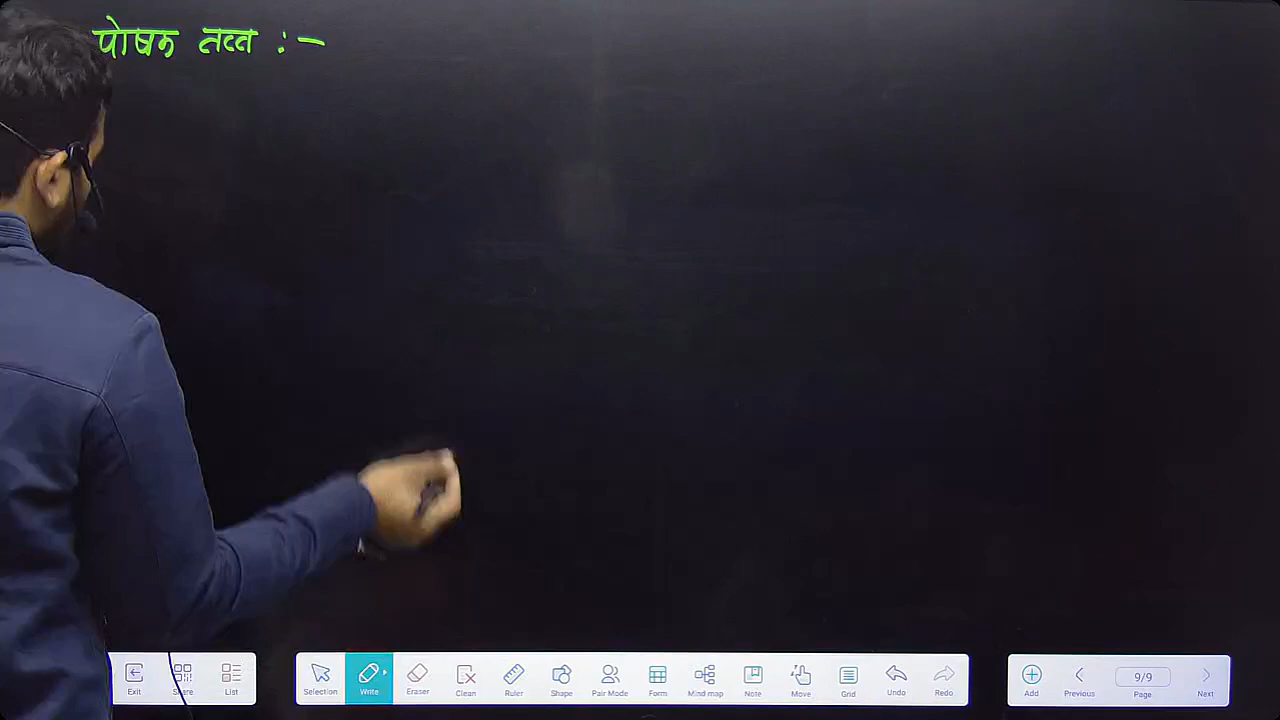 पोषक तत्त :-
Exit
Share
List
Selection
Write
Eraser
Clean
Ruler
Shape
Pair Mode
Form
Mind map
Note
Move
Grid
Undo
Redo
Add
Previous
9/9
Page
Next